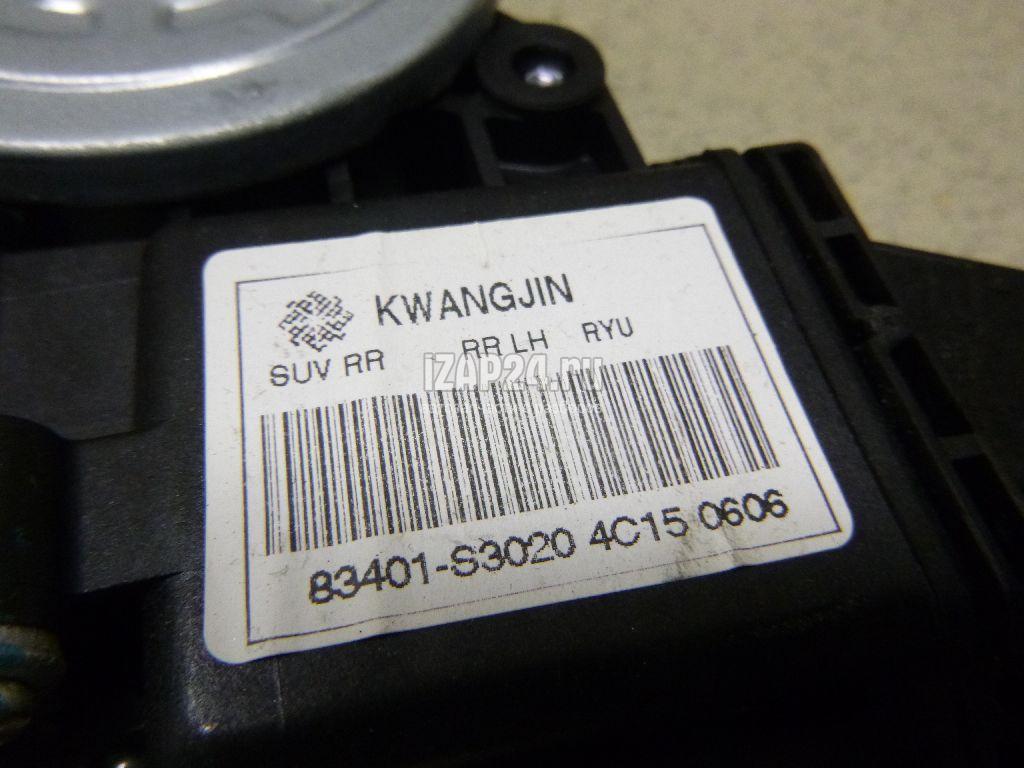 KWANGJIN
SUV RR RR LH RYU
iZAP24.ru
83401-S3020 4C15 0606